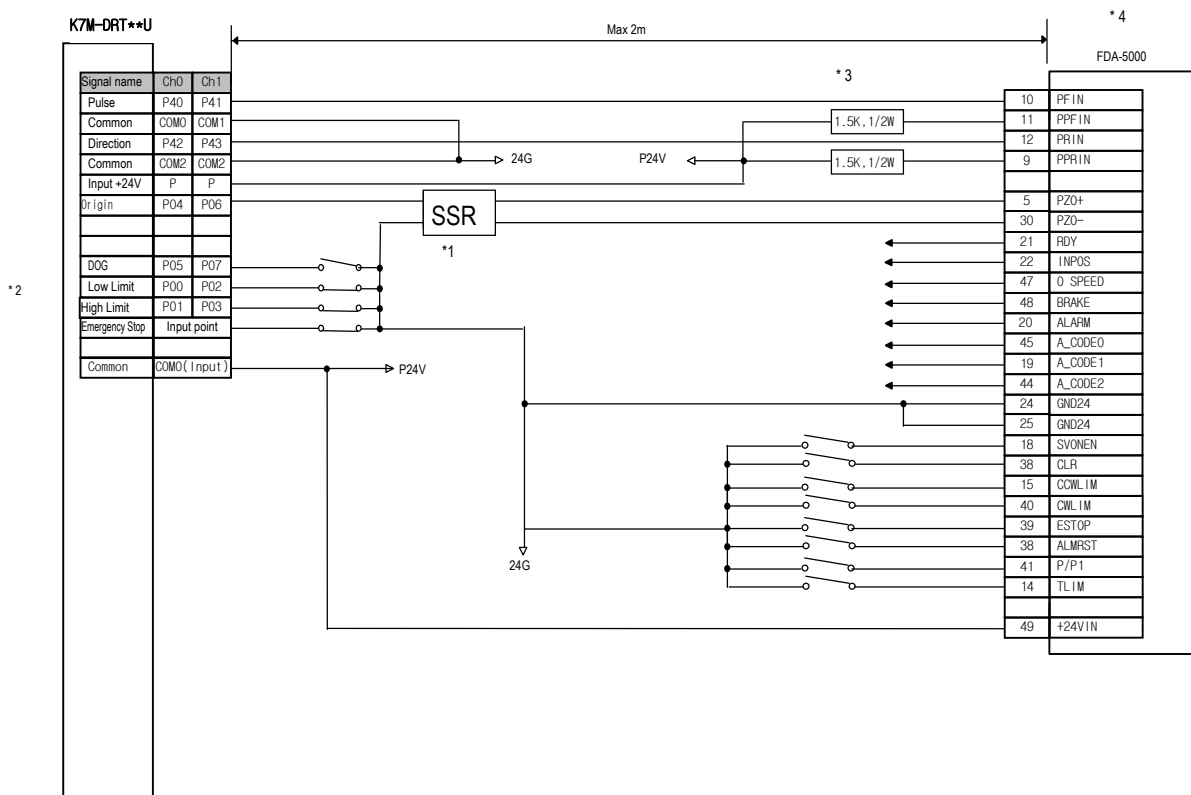 K7M-DRT**U
Max 2m
* 4
FDA-5000
* 3
Signal name Ch0 Ch1
Pulse P40 P41
Common COM0 COM1
Direction P42 P43
Common COM2 COM2
Input +24V P P
Origin P04 P06
DOG P05 P07
Low Limit P00 P02
High Limit P01 P03
Emergency Stop Input point
Common COM0(Input)
* 2
24G
P24V
1.5K,1/2W
1.5K,1/2W
SSR
*1
P24V
24G
10 PFIN
11 PPFIN
12 PRIN
9 PPRIN
5 PZO+
30 PZO-
21 RDY
22 INPOS
47 0 SPEED
48 BRAKE
20 ALARM
45 A_CODE0
19 A_CODE1
44 A_CODE2
24 GND24
25 GND24
18 SVONEN
38 CLR
15 CCWLIM
40 CWLIM
39 ESTOP
38 ALMRST
41 P/P1
14 TLIM
49 +24VIN